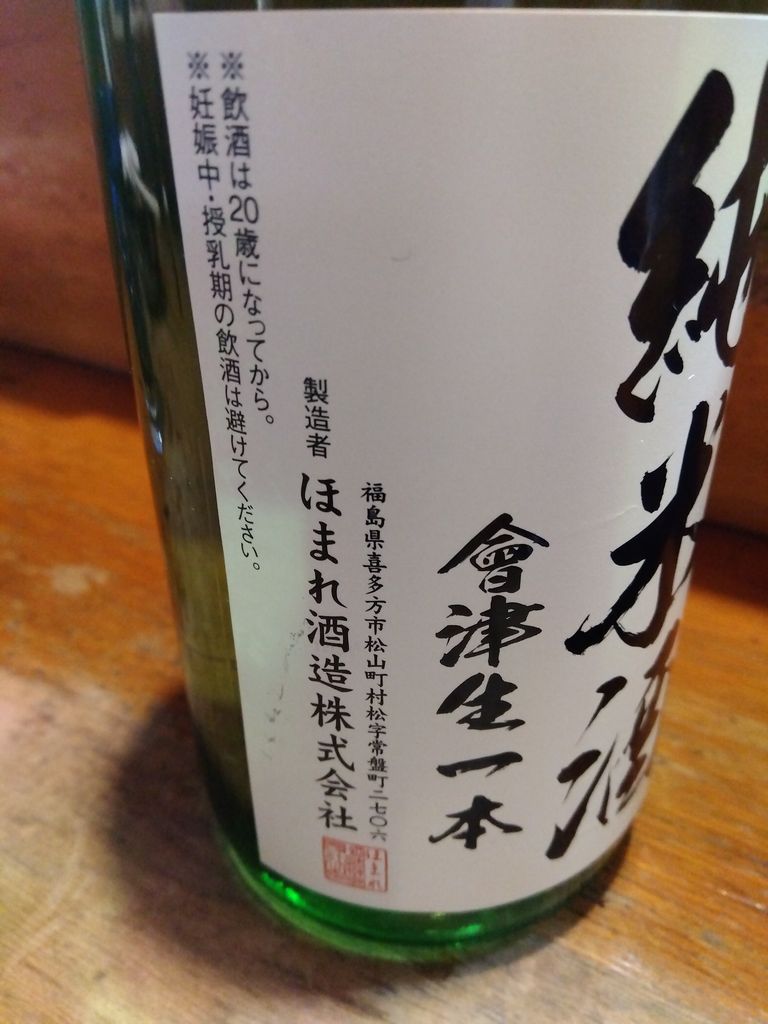 純米酒
會津生一本
福島県喜多方市松山町村松字常盤町二七〇六
製造者 ほまれ酒造株式会社
ほまれ
※飲酒は20歳になってから。
※妊娠中・授乳期の飲酒は避けてください。